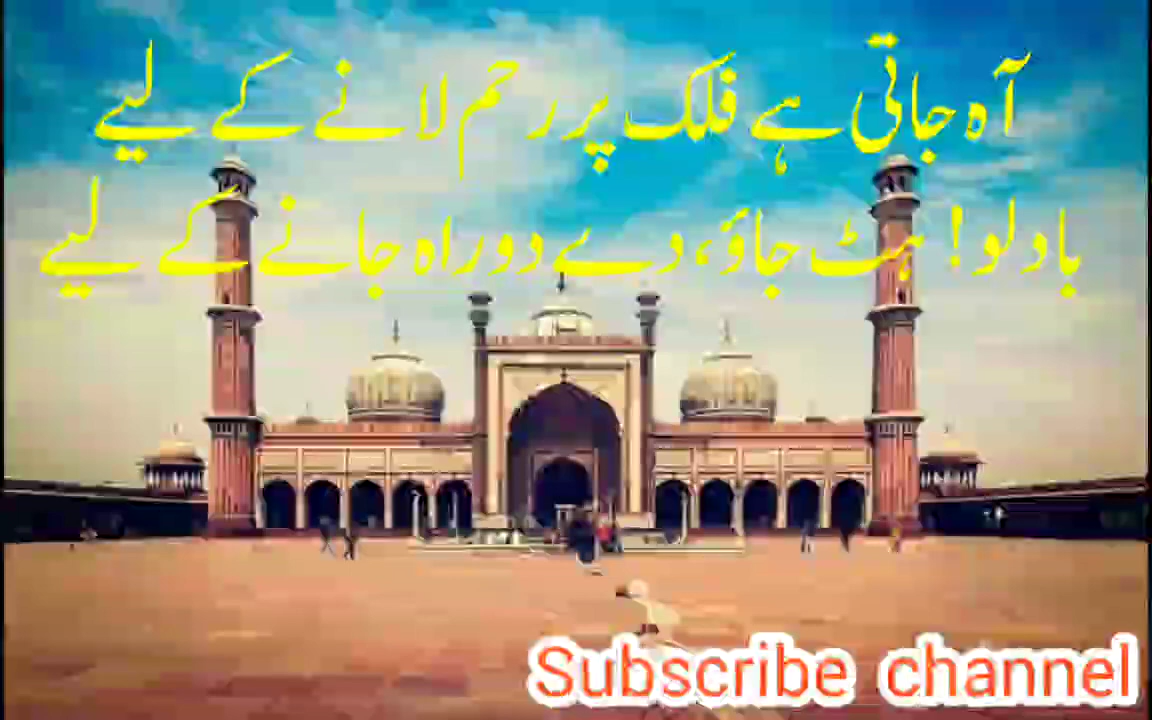 آہ جاتی ہے فلک پر رحم لانے کے لیے
بادلو! ہٹ جاؤ، دے دو راہ جانے کے لیے
Subscribe channel